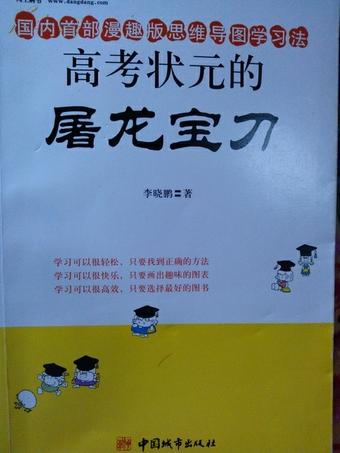 www.dangdang.com
国内首部漫趣版思维导图学习法
高考状元的
屠龙宝刀
李晓鹏 著
学习可以很轻松，只要找到正确的方法
学习可以很快乐，只要画出趣味的图表
学习可以很高效，只要选择最好的图书
中国城市出版社